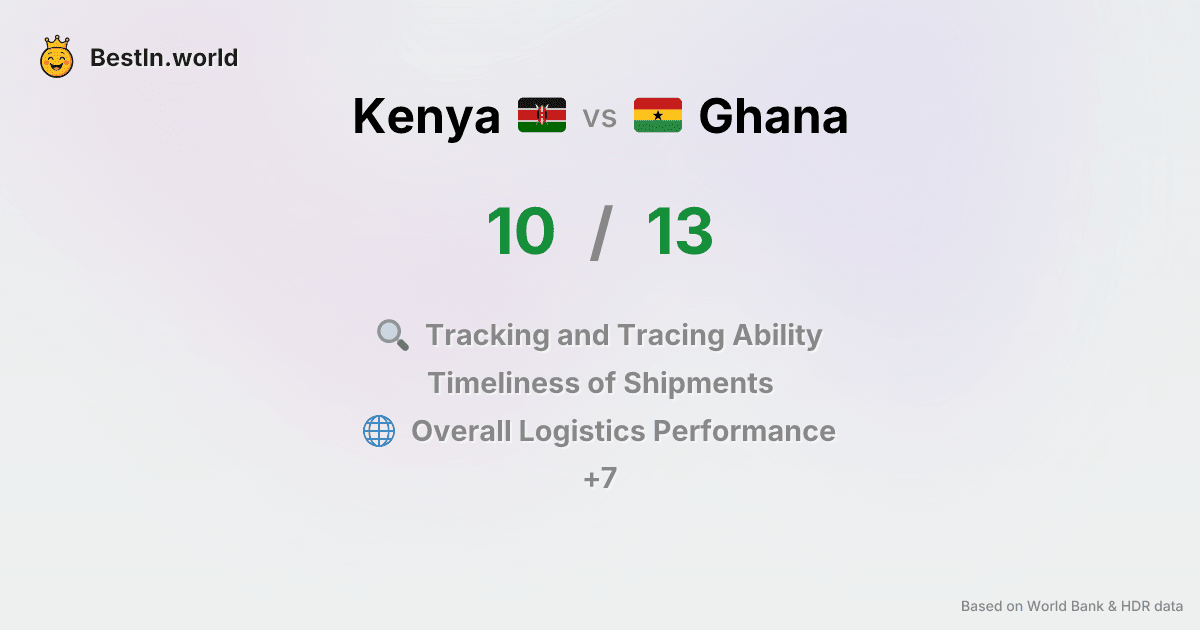 BestIn.world
Kenya vs Ghana
10 / 13
Tracking and Tracing Ability
Timeliness of Shipments
Overall Logistics Performance
+7
Based on World Bank & HDR data